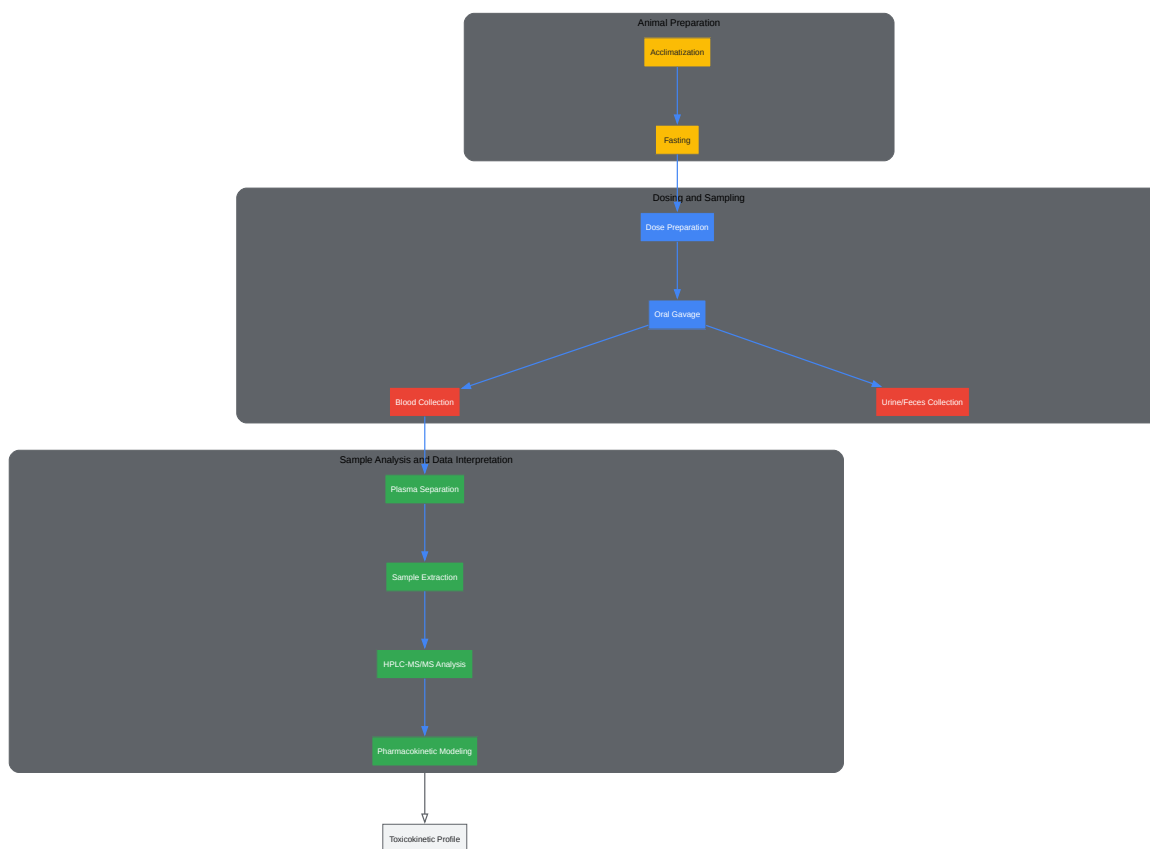 Animal Preparation
Acclimatization
Fasting
Dosing and Sampling
Dose Preparation
Oral Gavage
Blood Collection
Urine/Feces Collection
Sample Analysis and Data Interpretation
Plasma Separation
Sample Extraction
HPLC-MS/MS Analysis
Pharmacokinetic Modeling
Toxicokinetic Profile